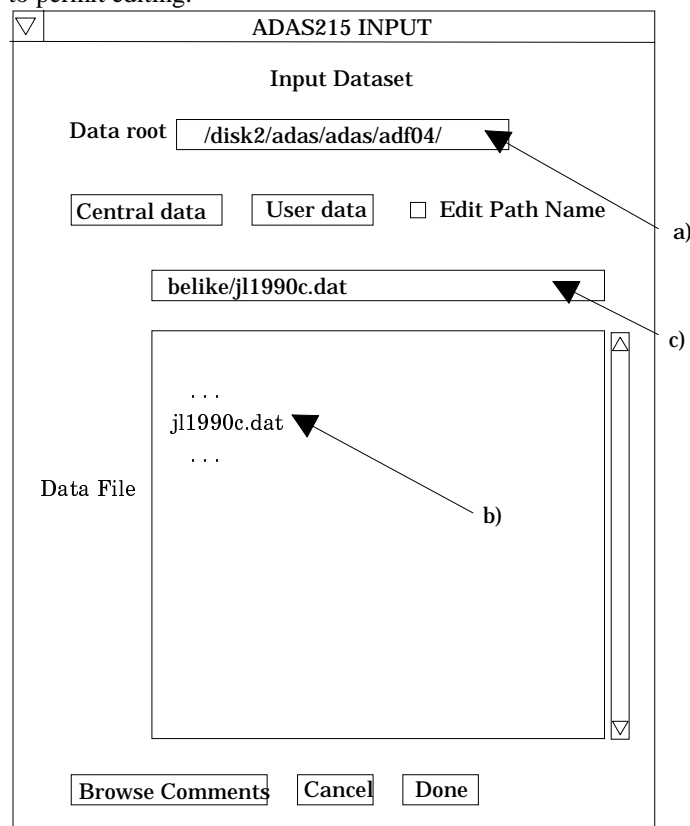 to permit editing.
ADAS215 INPUT
Input Dataset
Data root /disk2/adas/adas/adf04/
Central data User data Edit Path Name
a)
belike/jl1990c.dat
c)
. . .
jl1990c.dat
. . .
Data File
b)
Browse Comments Cancel Done